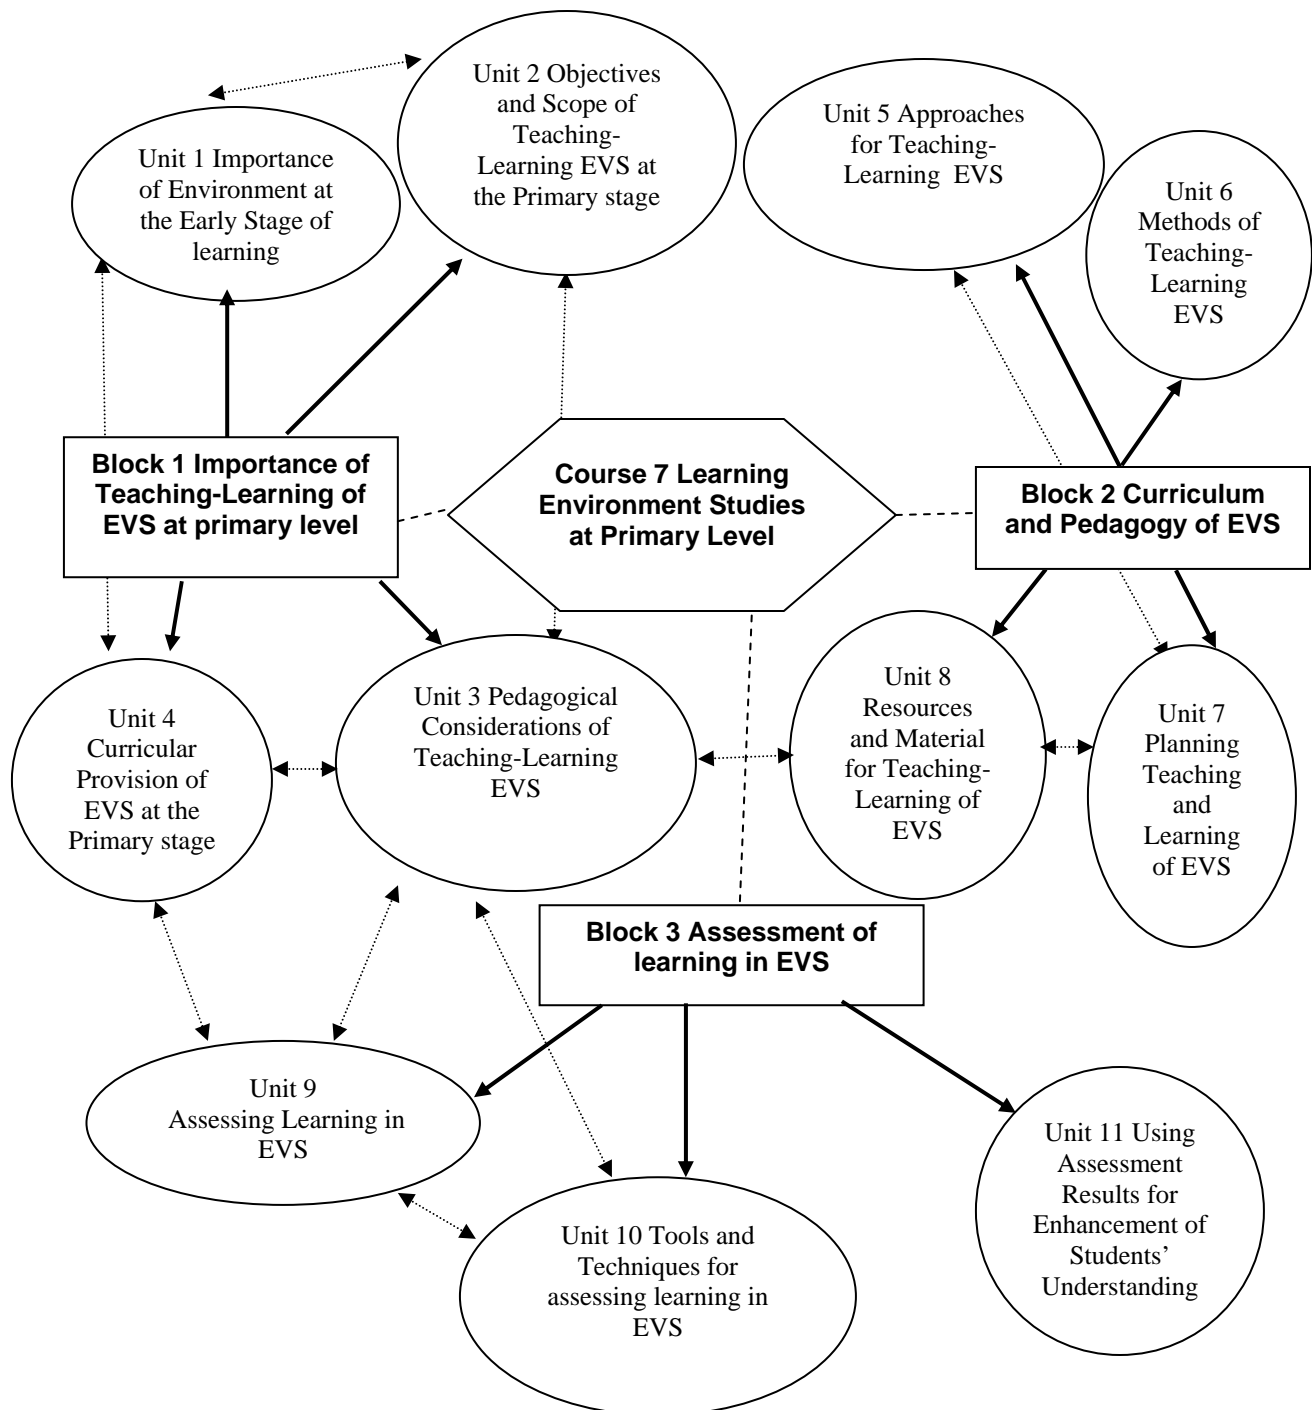 Unit 2 Objectives
and Scope of
Teaching-
Learning EVS at
the Primary stage
Unit 5 Approaches
for Teaching-
Learning EVS
Unit 1 Importance
of Environment at
the Early Stage of
learning
Unit 6
Methods of
Teaching-
Learning
EVS
Block 1 Importance of
Teaching-Learning of
EVS at primary level
Course 7 Learning
Environment Studies
at Primary Level
Block 2 Curriculum
and Pedagogy of EVS
Unit 4
Curricular
Provision of
EVS at the
Primary stage
Unit 3 Pedagogical
Considerations of
Teaching-Learning
EVS
Unit 8
Resources
and Material
for Teaching-
Learning of
EVS
Unit 7
Planning
Teaching
and
Learning
of EVS
Block 3 Assessment of
learning in EVS
Unit 9
Assessing Learning in
EVS
Unit 10 Tools and
Techniques for
assessing learning in
EVS
Unit 11 Using
Assessment
Results for
Enhancement of
Students’
Understanding